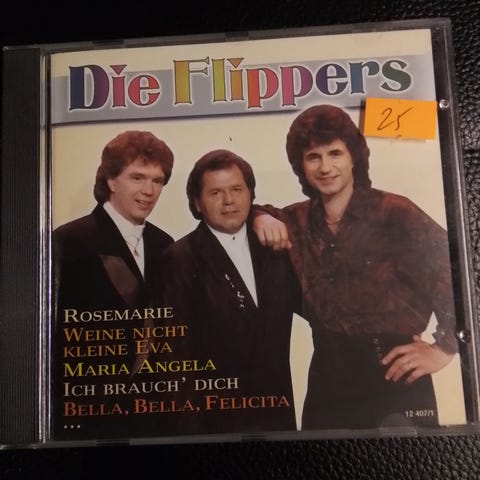 Die Flippers
25
ROSEMARIE
WEINE NICHT
KLEINE EVA
MARIA ANGELA
ICH BRAUCH' DICH
BELLA, BELLA, FELICITA
...
12 407/1